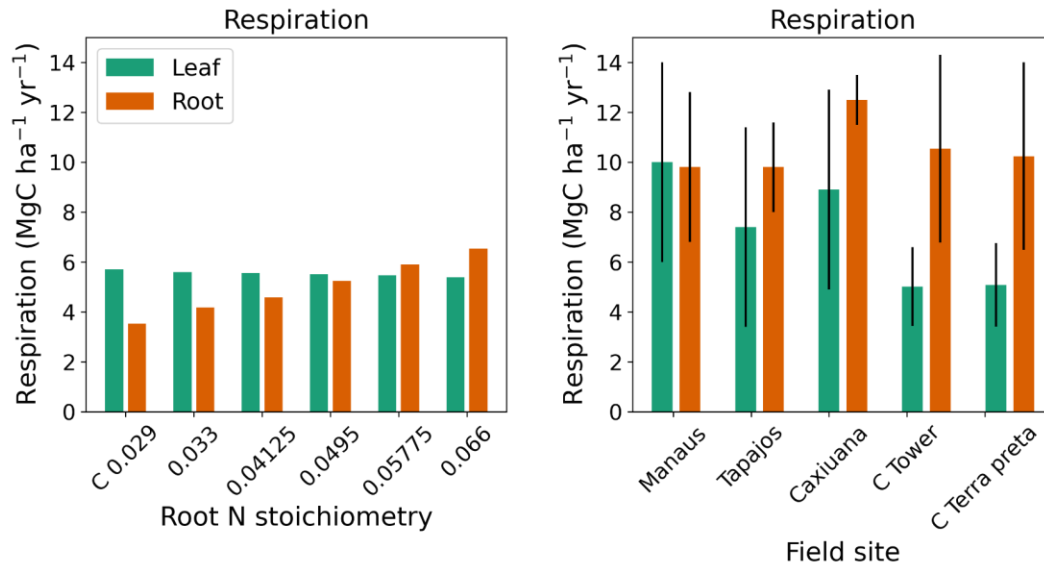 Respiration
Respiration (MgC ha⁻¹ yr⁻¹)
14
12
10
8
6
4
2
0
Leaf
Root
C 0.029
0.033
0.04125
0.0495
0.05775
0.066
Root N stoichiometry
Respiration
Respiration (MgC ha⁻¹ yr⁻¹)
14
12
10
8
6
4
2
0
Manaus
Tapajos
Caxiuana
C Tower
C Terra preta
Field site